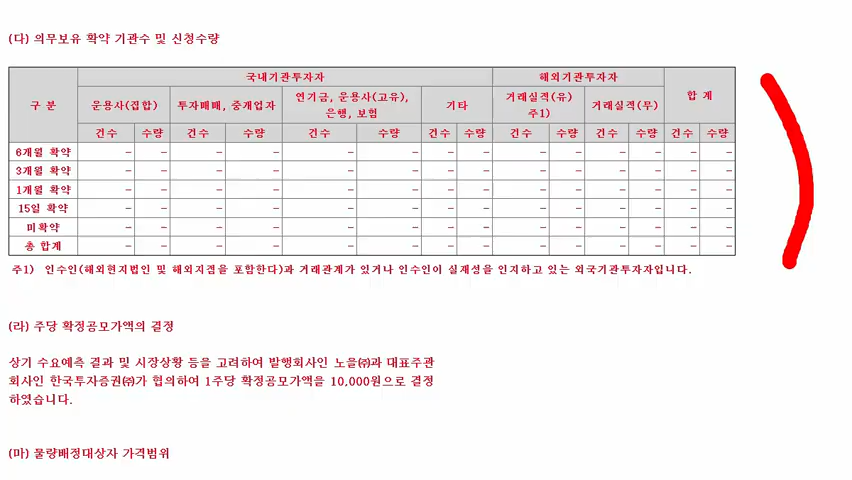 (다) 의무보유 확약 기관수 및 신청수량
구 분 국내기관투자자 해외기관투자자 합 계
운용사(집합) 투자매매, 중개업자 연기금, 운용사(고유), 은행, 보험 기타 거래실적(유) 주1) 거래실적(무)
건수 수량 건수 수량 건수 수량 건수 수량 건수 수량 건수 수량 건수 수량
6개월 확약 – – – – – – – – – – – – – –
3개월 확약 – – – – – – – – – – – – – –
1개월 확약 – – – – – – – – – – – – – –
15일 확약 – – – – – – – – – – – – – –
미확약 – – – – – – – – – – – – – –
총 합계 – – – – – – – – – – – – – –
주1) 인수인(해외현지법인 및 해외지점을 포함한다)과 거래관계가 있거나 인수인이 실재성을 인지하고 있는 외국기관투자자입니다.
(라) 주당 확정공모가액의 결정
상기 수요예측 결과 및 시장상황 등을 고려하여 발행회사인 노을㈜과 대표주관
회사인 한국투자증권㈜가 협의하여 1주당 확정공모가액을 10,000원으로 결정
하였습니다.
(마) 물량배정대상자 가격범위